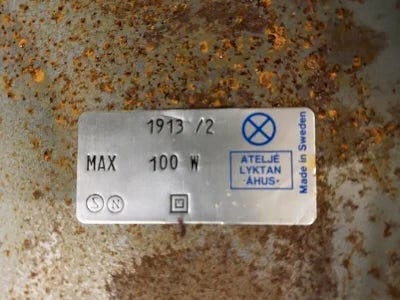 1913 /2
MAX 100 W
ATELJÉ
LYKTAN
·ÅHUS·
Made in Sweden
S N